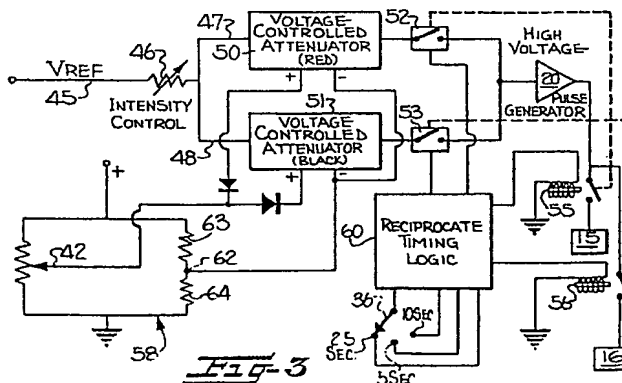 47
VOLTAGE-
CONTROLLED
ATTENUATOR
(RED)
50
52
46
VREF
45
INTENSITY
CONTROL
HIGH VOLTAGE
20
PULSE
GENERATOR
+
-
51
VOLTAGE
CONTROLLED
ATTENUATOR
(BLACK)
53
48
+
-
+
63
62
42
64
58
60
RECIPROCATE
TIMING
LOGIC
55
15
56
16
36
10SEC
2.5
SEC.
5SEC
Fig-3